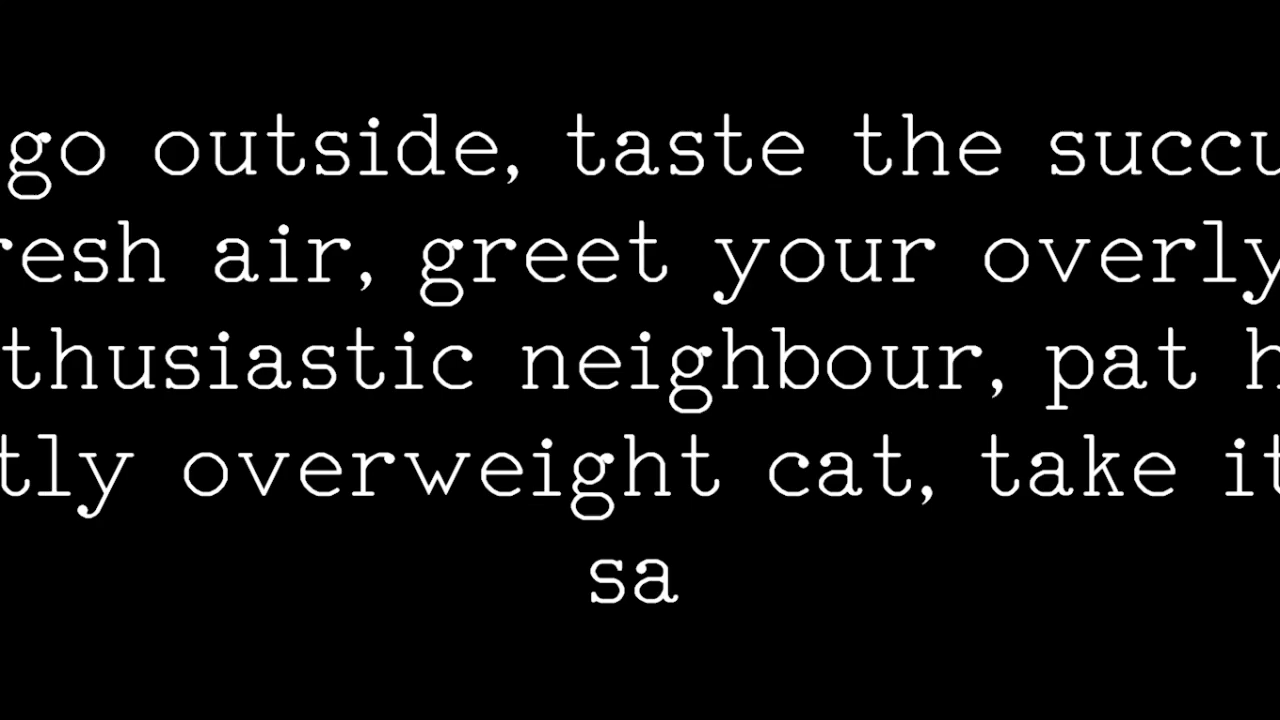 go outside, taste the succu
resh air, greet your overly
thusiastic neighbour, pat h
tly overweight cat, take it
sa